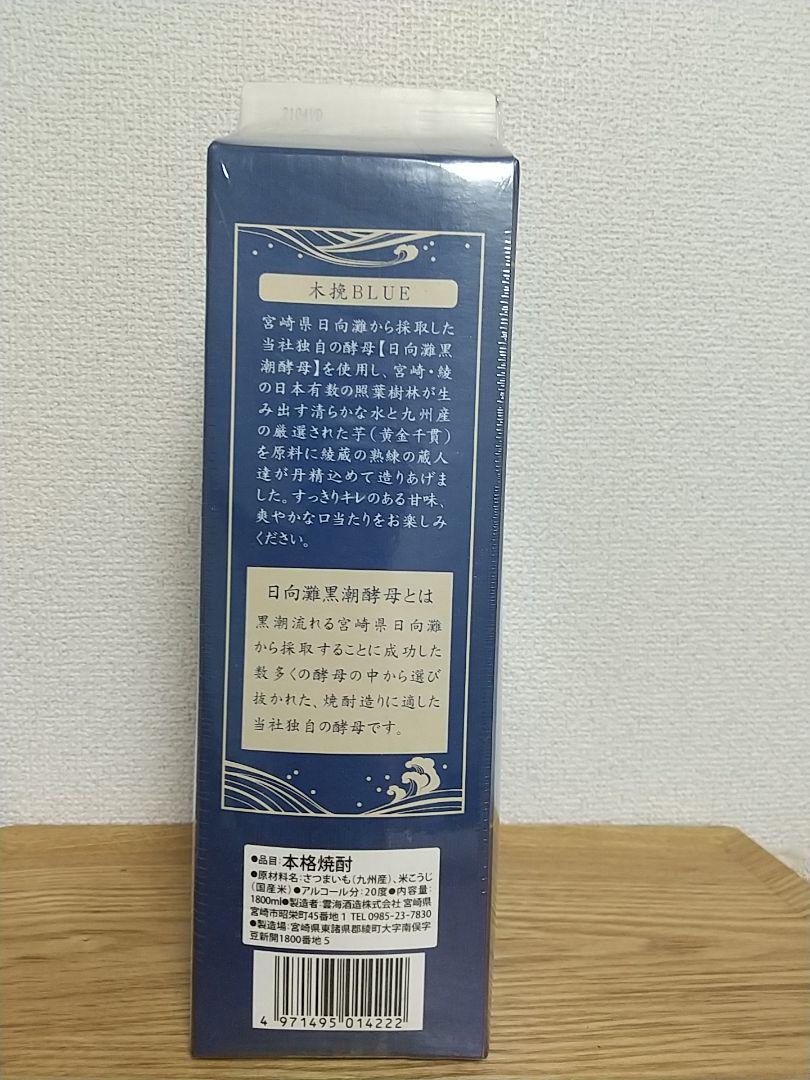 木挽BLUE
宮崎県日向灘から採取した
当社独自の酵母【日向灘黒
潮酵母】を使用し、宮崎・綾
の日本有数の照葉樹林が生
み出す清らかな水と九州産
の厳選された芋(黄金千貫)
を原料に綾蔵の熟練の蔵人
達が丹精込めて造りあげま
した。すっきりキレのある甘味、
爽やかな口当たりをお楽しみ
ください。
日向灘黒潮酵母とは
黒潮流れる宮崎県日向灘
から採取することに成功した
数多くの酵母の中から選び
抜かれた、焼酎造りに適した
当社独自の酵母です。
●品目:本格焼酎
●原材料名:さつまいも(九州産)、米こうじ
(国産米)●アルコール分:20度●内容量:
1800ml●製造者:雲海酒造株式会社 宮崎県
宮崎市昭栄町45番地1 TEL 0985-23-7830
●製造場:宮崎県東諸県郡綾町大字南俣字
豆新開1800番地5
4 971495 014222